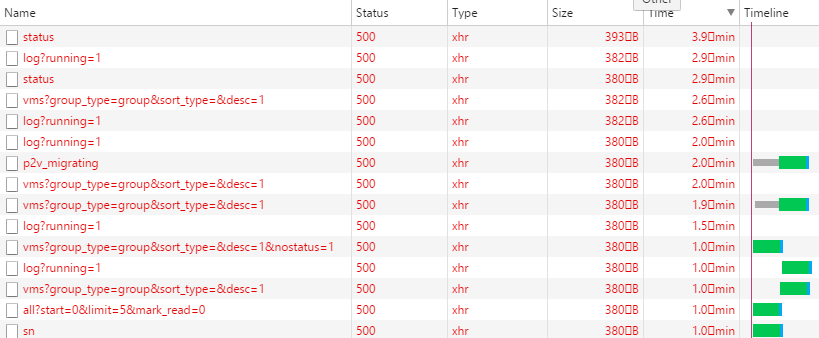 Other
Name Status Type Size Time Timeline
status 500 xhr 393 B 3.9 min
log?running=1 500 xhr 382 B 2.9 min
status 500 xhr 380 B 2.9 min
vms?group_type=group&sort_type=&desc=1 500 xhr 382 B 2.6 min
log?running=1 500 xhr 382 B 2.6 min
log?running=1 500 xhr 380 B 2.0 min
p2v_migrating 500 xhr 380 B 2.0 min
vms?group_type=group&sort_type=&desc=1 500 xhr 380 B 2.0 min
vms?group_type=group&sort_type=&desc=1 500 xhr 380 B 1.9 min
log?running=1 500 xhr 380 B 1.5 min
vms?group_type=group&sort_type=&desc=1&nostatus=1 500 xhr 380 B 1.0 min
log?running=1 500 xhr 380 B 1.0 min
vms?group_type=group&sort_type=&desc=1 500 xhr 380 B 1.0 min
all?start=0&limit=5&mark_read=0 500 xhr 380 B 1.0 min
sn 500 xhr 380 B 1.0 min